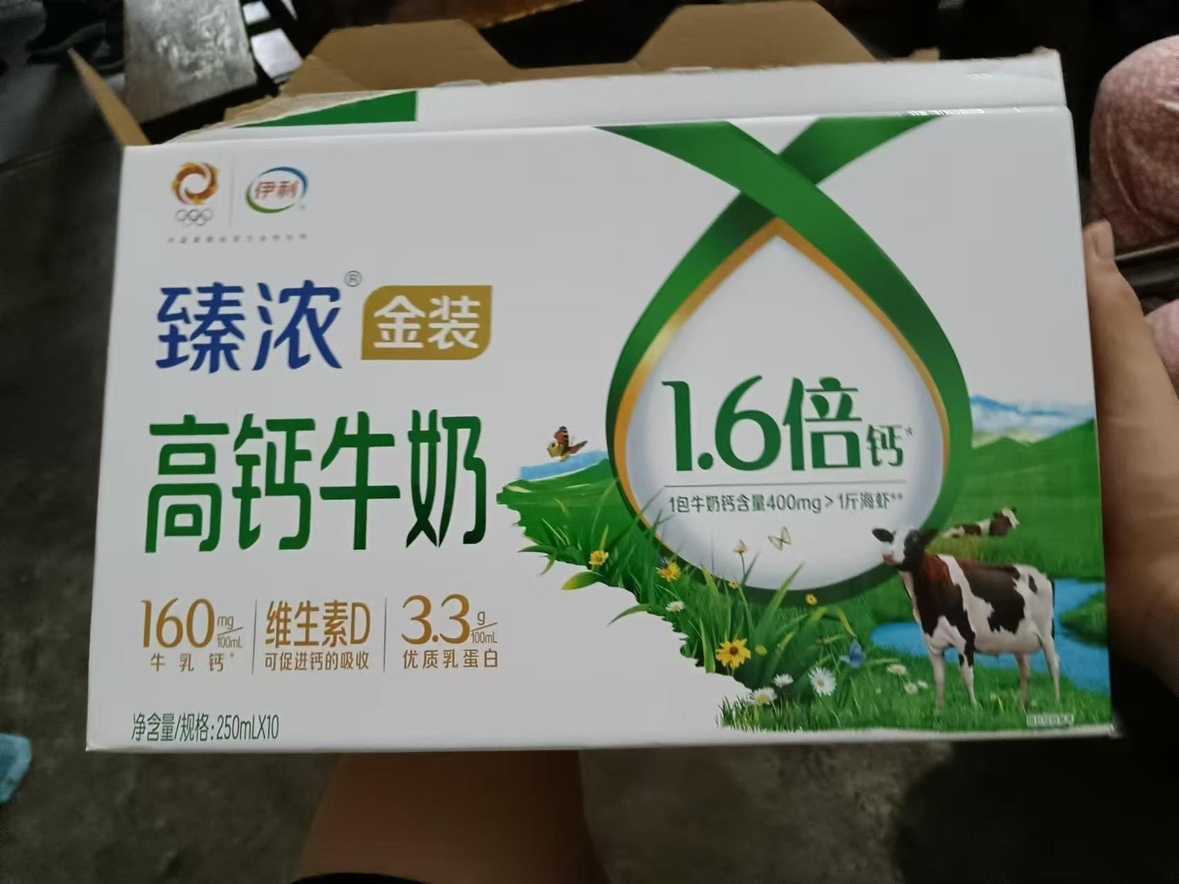 伊利
臻浓®
金装
高钙牛奶
1.6倍钙*
1包牛奶钙含量400mg>1斤海虾**
160mg/100mL
牛乳钙*
维生素D
可促进钙的吸收
3.3g/100mL
优质乳蛋白
净含量/规格:250mLX10